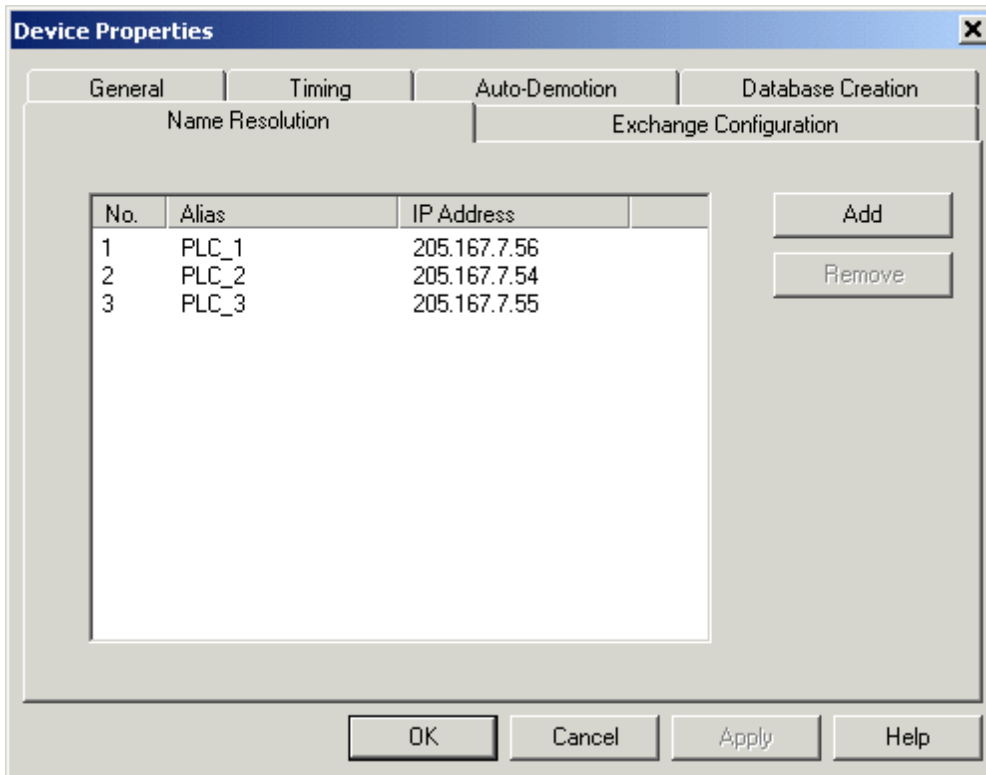 Device Properties
General Timing Auto-Demotion Database Creation
Name Resolution Exchange Configuration
No. Alias IP Address
1 PLC_1 205.167.7.56
2 PLC_2 205.167.7.54
3 PLC_3 205.167.7.55
Add
Remove
OK Cancel Apply Help